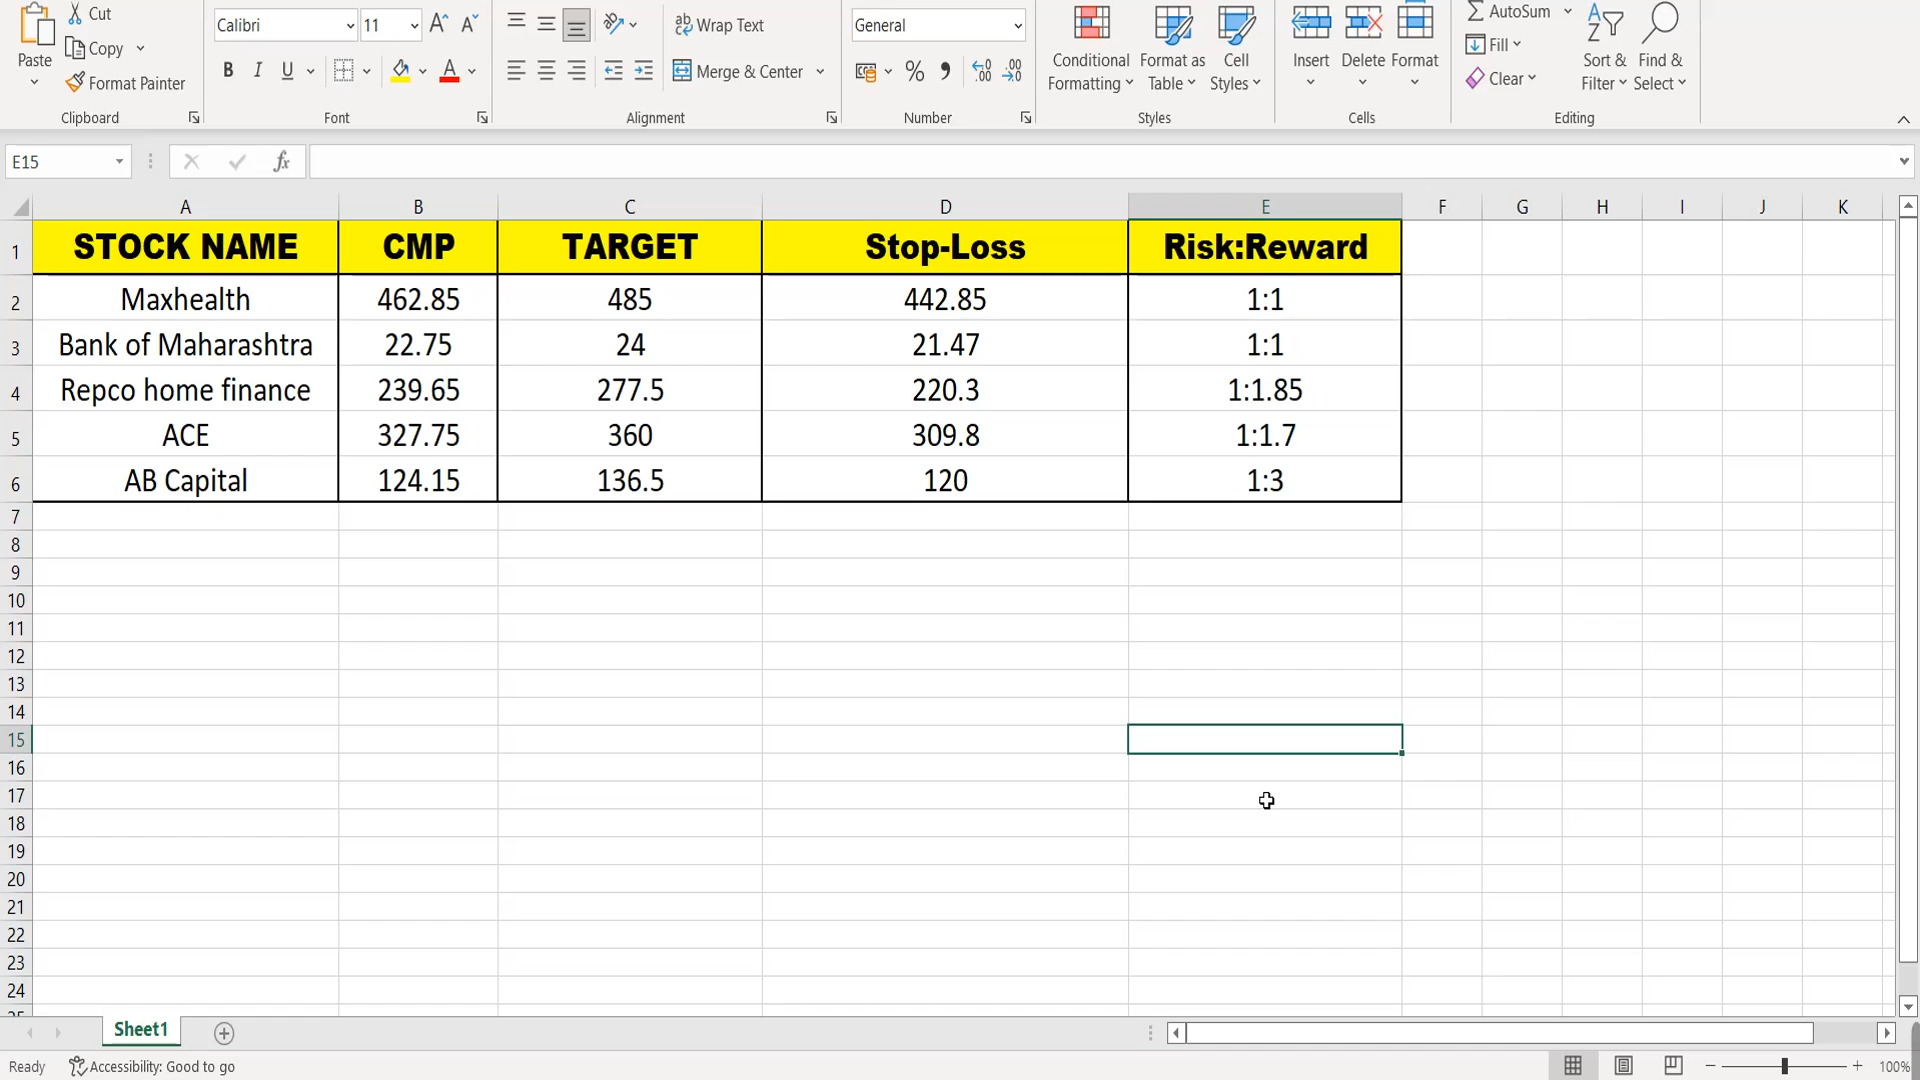 Cut
Copy
Format Painter
Paste
Clipboard
Calibri 11
B I U
Font
Wrap Text
Merge & Center
Alignment
General
Number
Conditional Formatting
Format as Table
Cell Styles
Styles
Insert
Delete
Format
Cells
AutoSum
Fill
Clear
Sort & Filter
Find & Select
Editing
E15
fx
A B C D E F G H I J K
1 STOCK NAME CMP TARGET Stop-Loss Risk:Reward
2 Maxhealth 462.85 485 442.85 1:1
3 Bank of Maharashtra 22.75 24 21.47 1:1
4 Repco home finance 239.65 277.5 220.3 1:1.85
5 ACE 327.75 360 309.8 1:1.7
6 AB Capital 124.15 136.5 120 1:3
7
8
9
10
11
12
13
14
15
16
17
18
19
20
21
22
23
24
Sheet1
Ready Accessibility: Good to go 100%